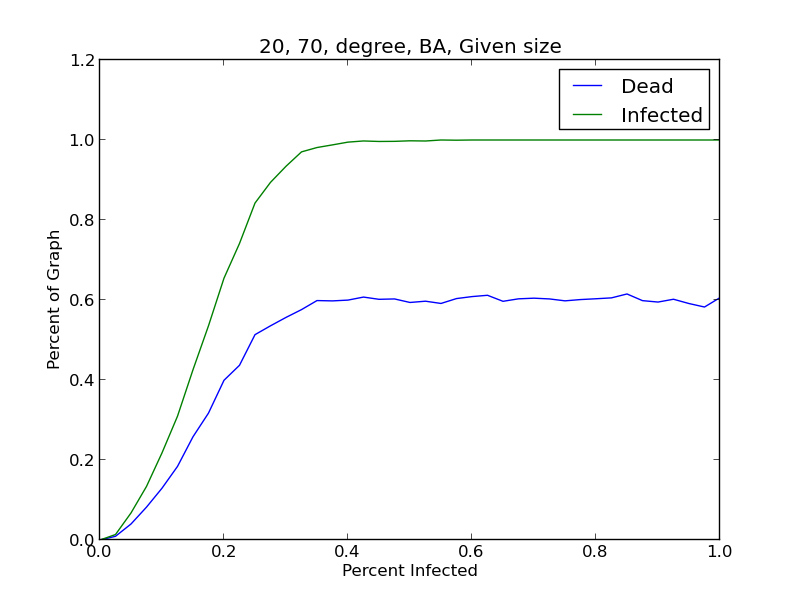 20, 70, degree, BA, Given size
Dead
Infected
Percent of Graph
1.2
1.0
0.8
0.6
0.4
0.2
0.0
0.0 0.2 0.4 0.6 0.8 1.0
Percent Infected